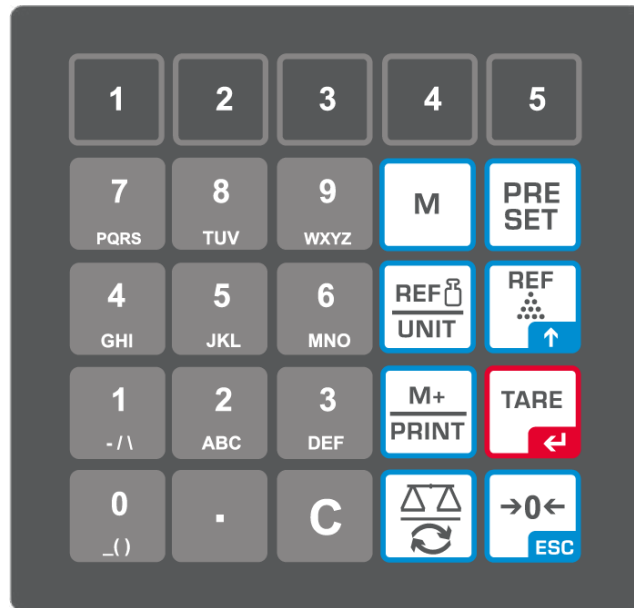 1 2 3 4 5
7 8 9 M PRE
PQRS TUV WXYZ SET
4 5 6 REF REF
GHI JKL MNO UNIT ↑
1 2 3 M+ TARE
- / \ ABC DEF PRINT ↵
0 . C →0←
_( ) ESC